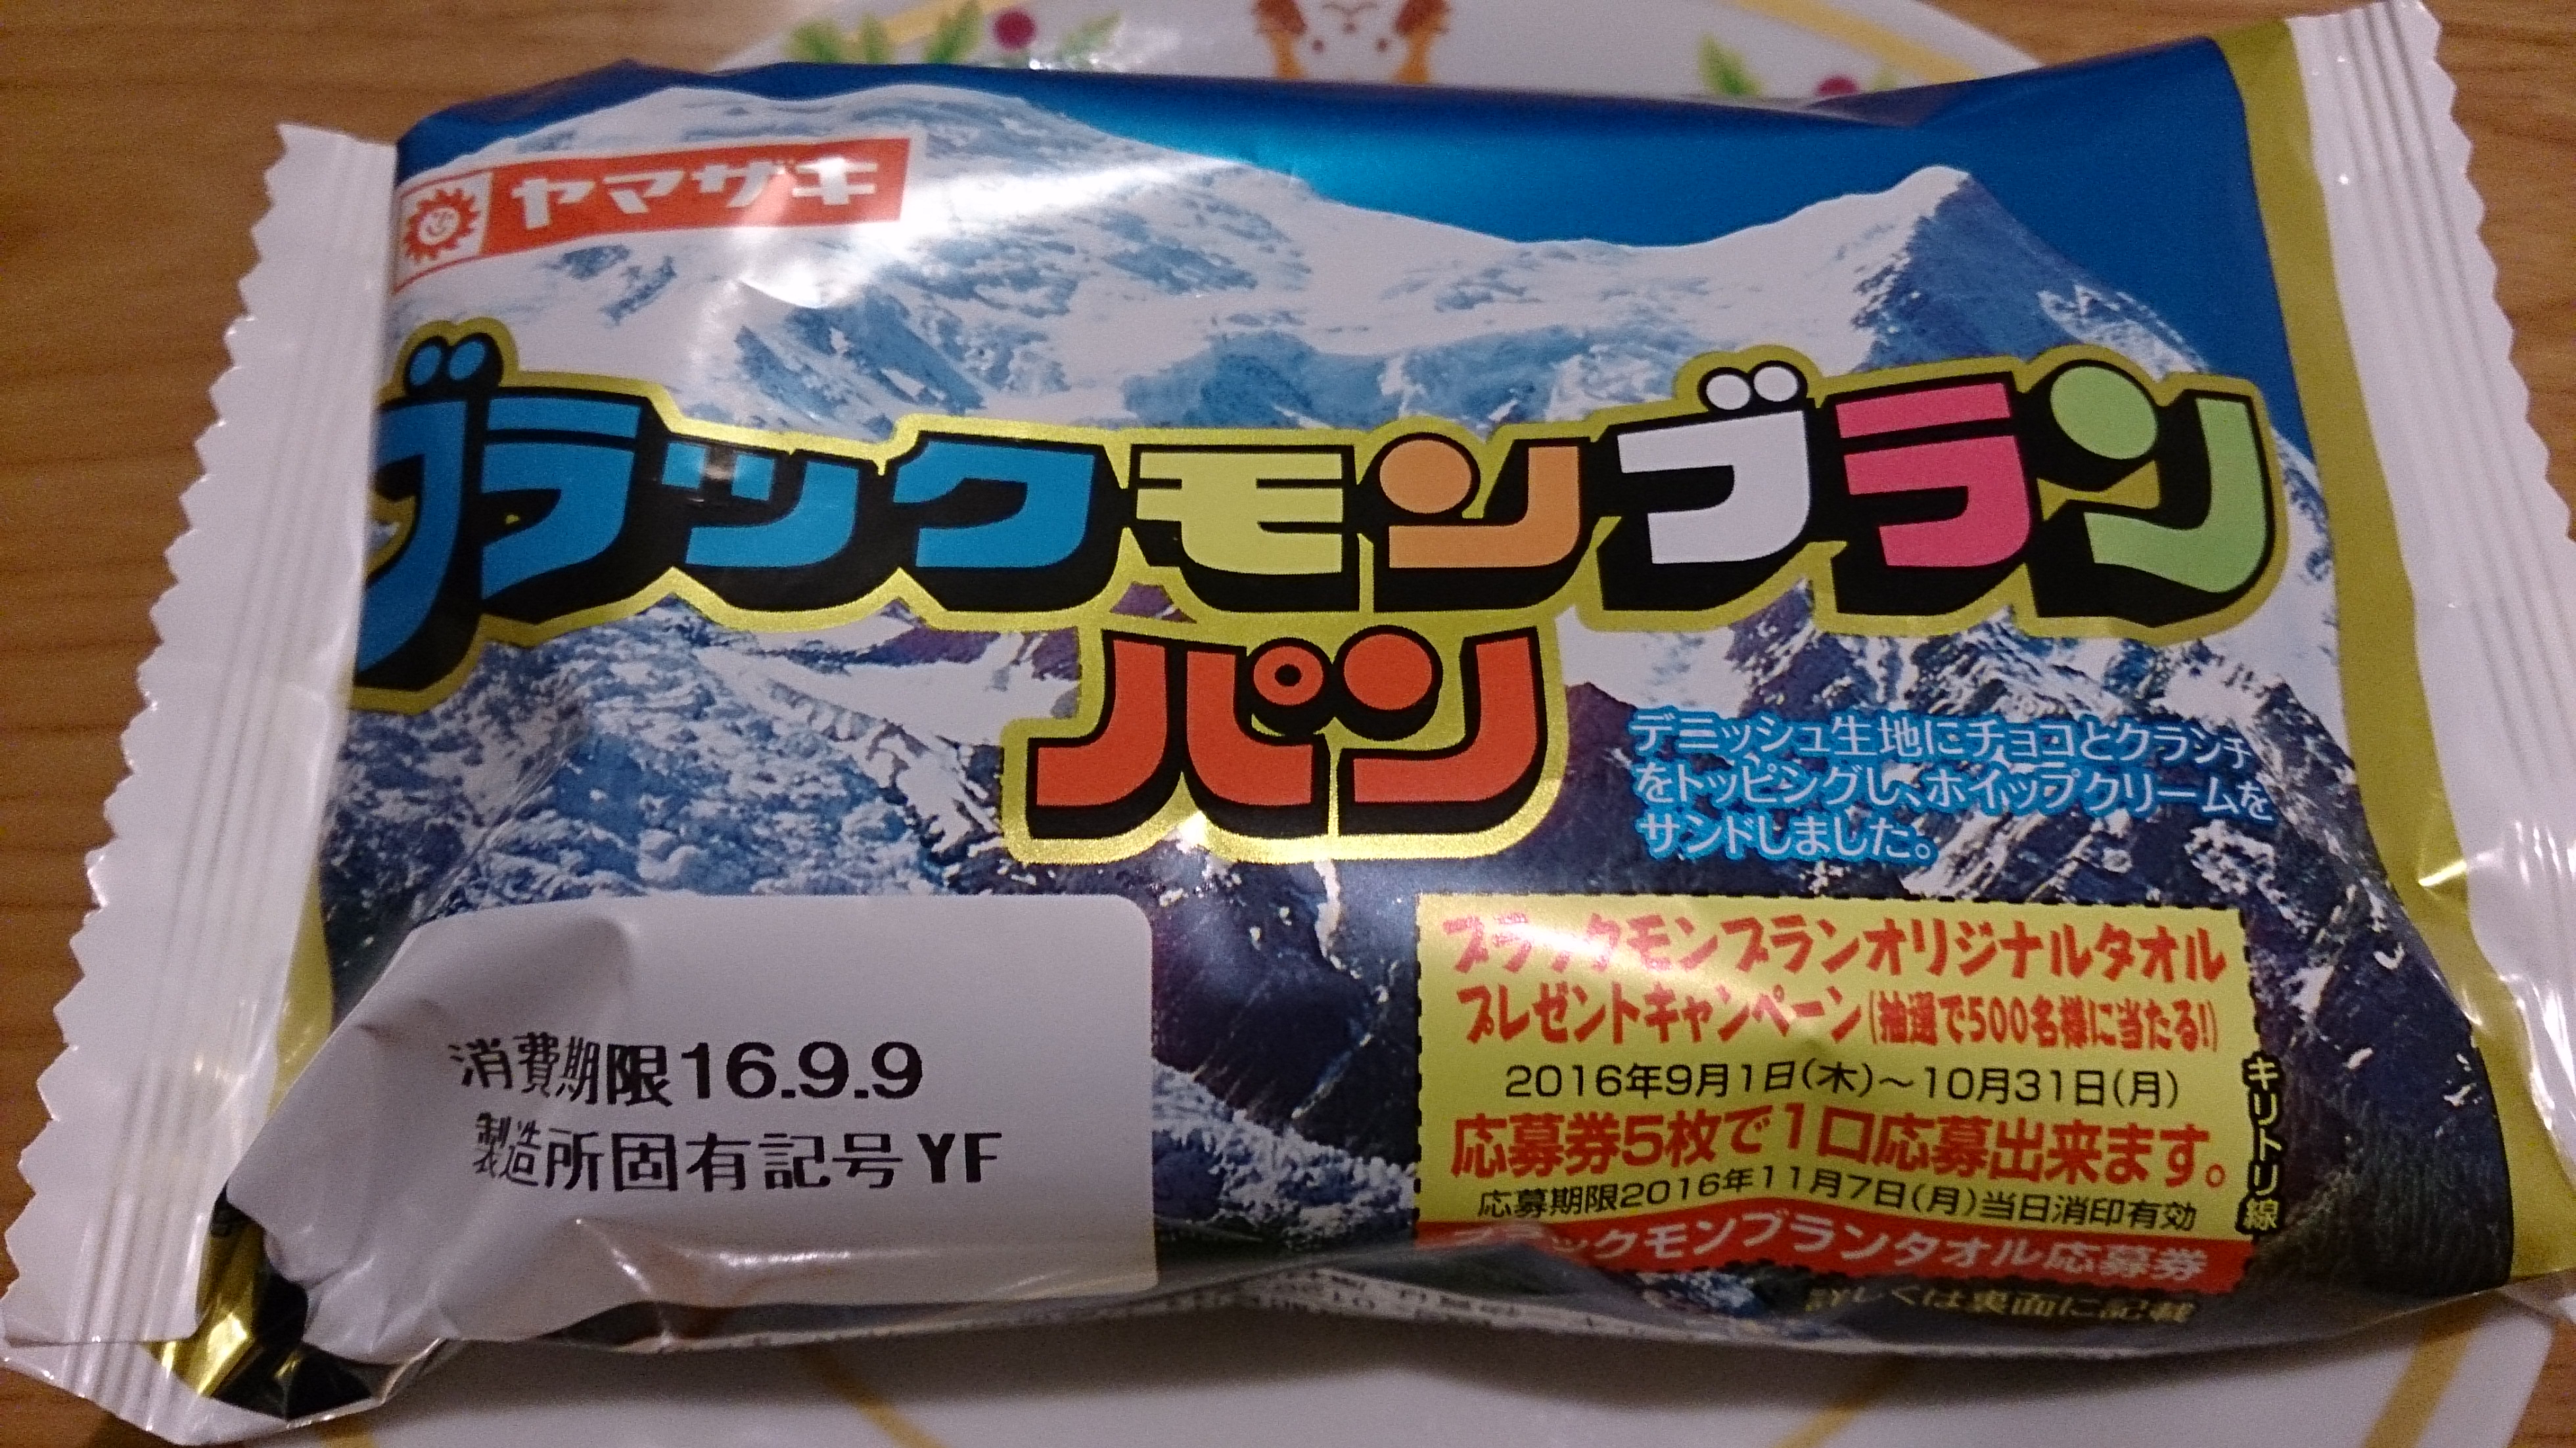 ヤマザキ
ブラックモンブラン
パン
デニッシュ生地にチョコとクランチ
をトッピングし、ホイップクリームを
サンドしました。
ブラックモンブランオリジナルタオル
プレゼントキャンペーン(抽選で500名様に当たる!)
2016年9月1日(木)~10月31日(月)
応募券5枚で1口応募出来ます。
応募期限2016年11月7日(月)当日消印有効
ブラックモンブランタオル応募券
キリトリ線
詳しくは裏面に記載
消費期限16.9.9
製造所固有記号YF